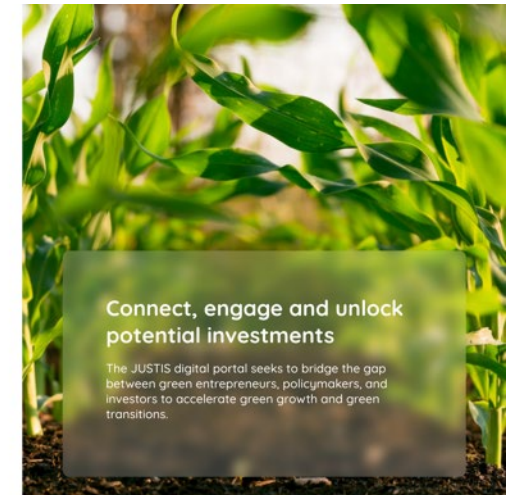 Connect, engage and unlock
potential investments
The JUSTIS digital portal seeks to bridge the gap
between green entrepreneurs, policymakers, and
investors to accelerate green growth and green
transitions.